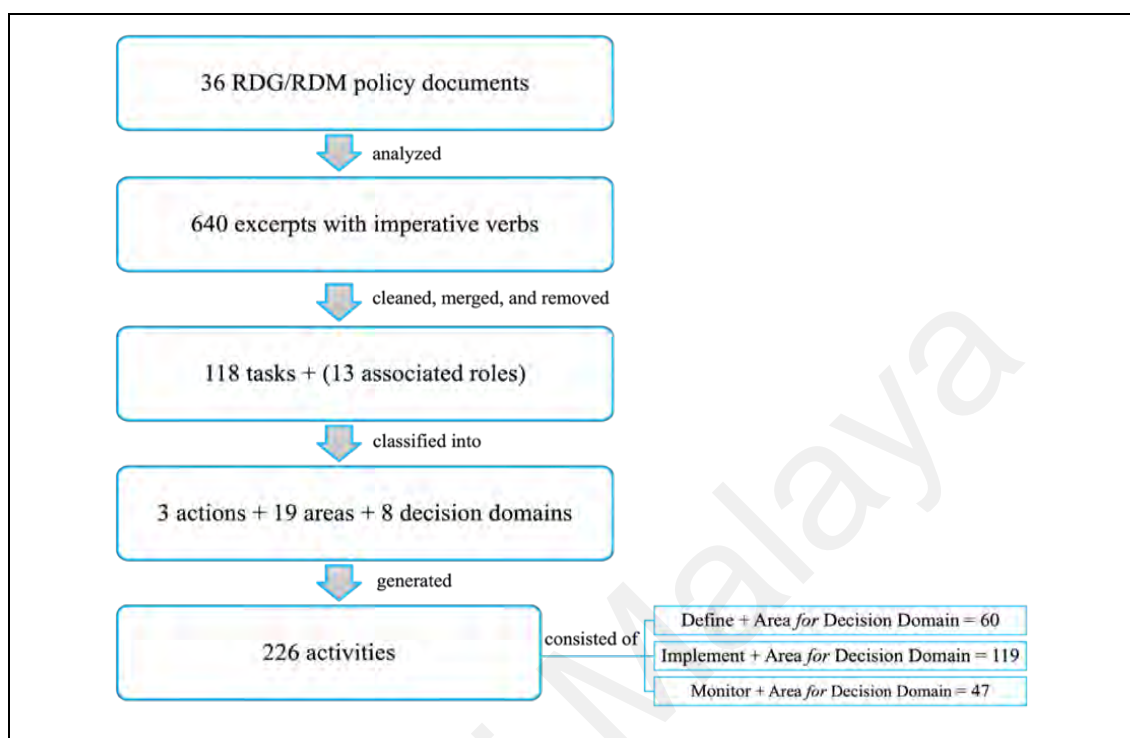 36 RDG/RDM policy documents
analyzed
640 excerpts with imperative verbs
cleaned, merged, and removed
118 tasks + (13 associated roles)
classified into
3 actions + 19 areas + 8 decision domains
generated
226 activities
consisted of
Define + Area for Decision Domain = 60
Implement + Area for Decision Domain = 119
Monitor + Area for Decision Domain = 47
Malaya